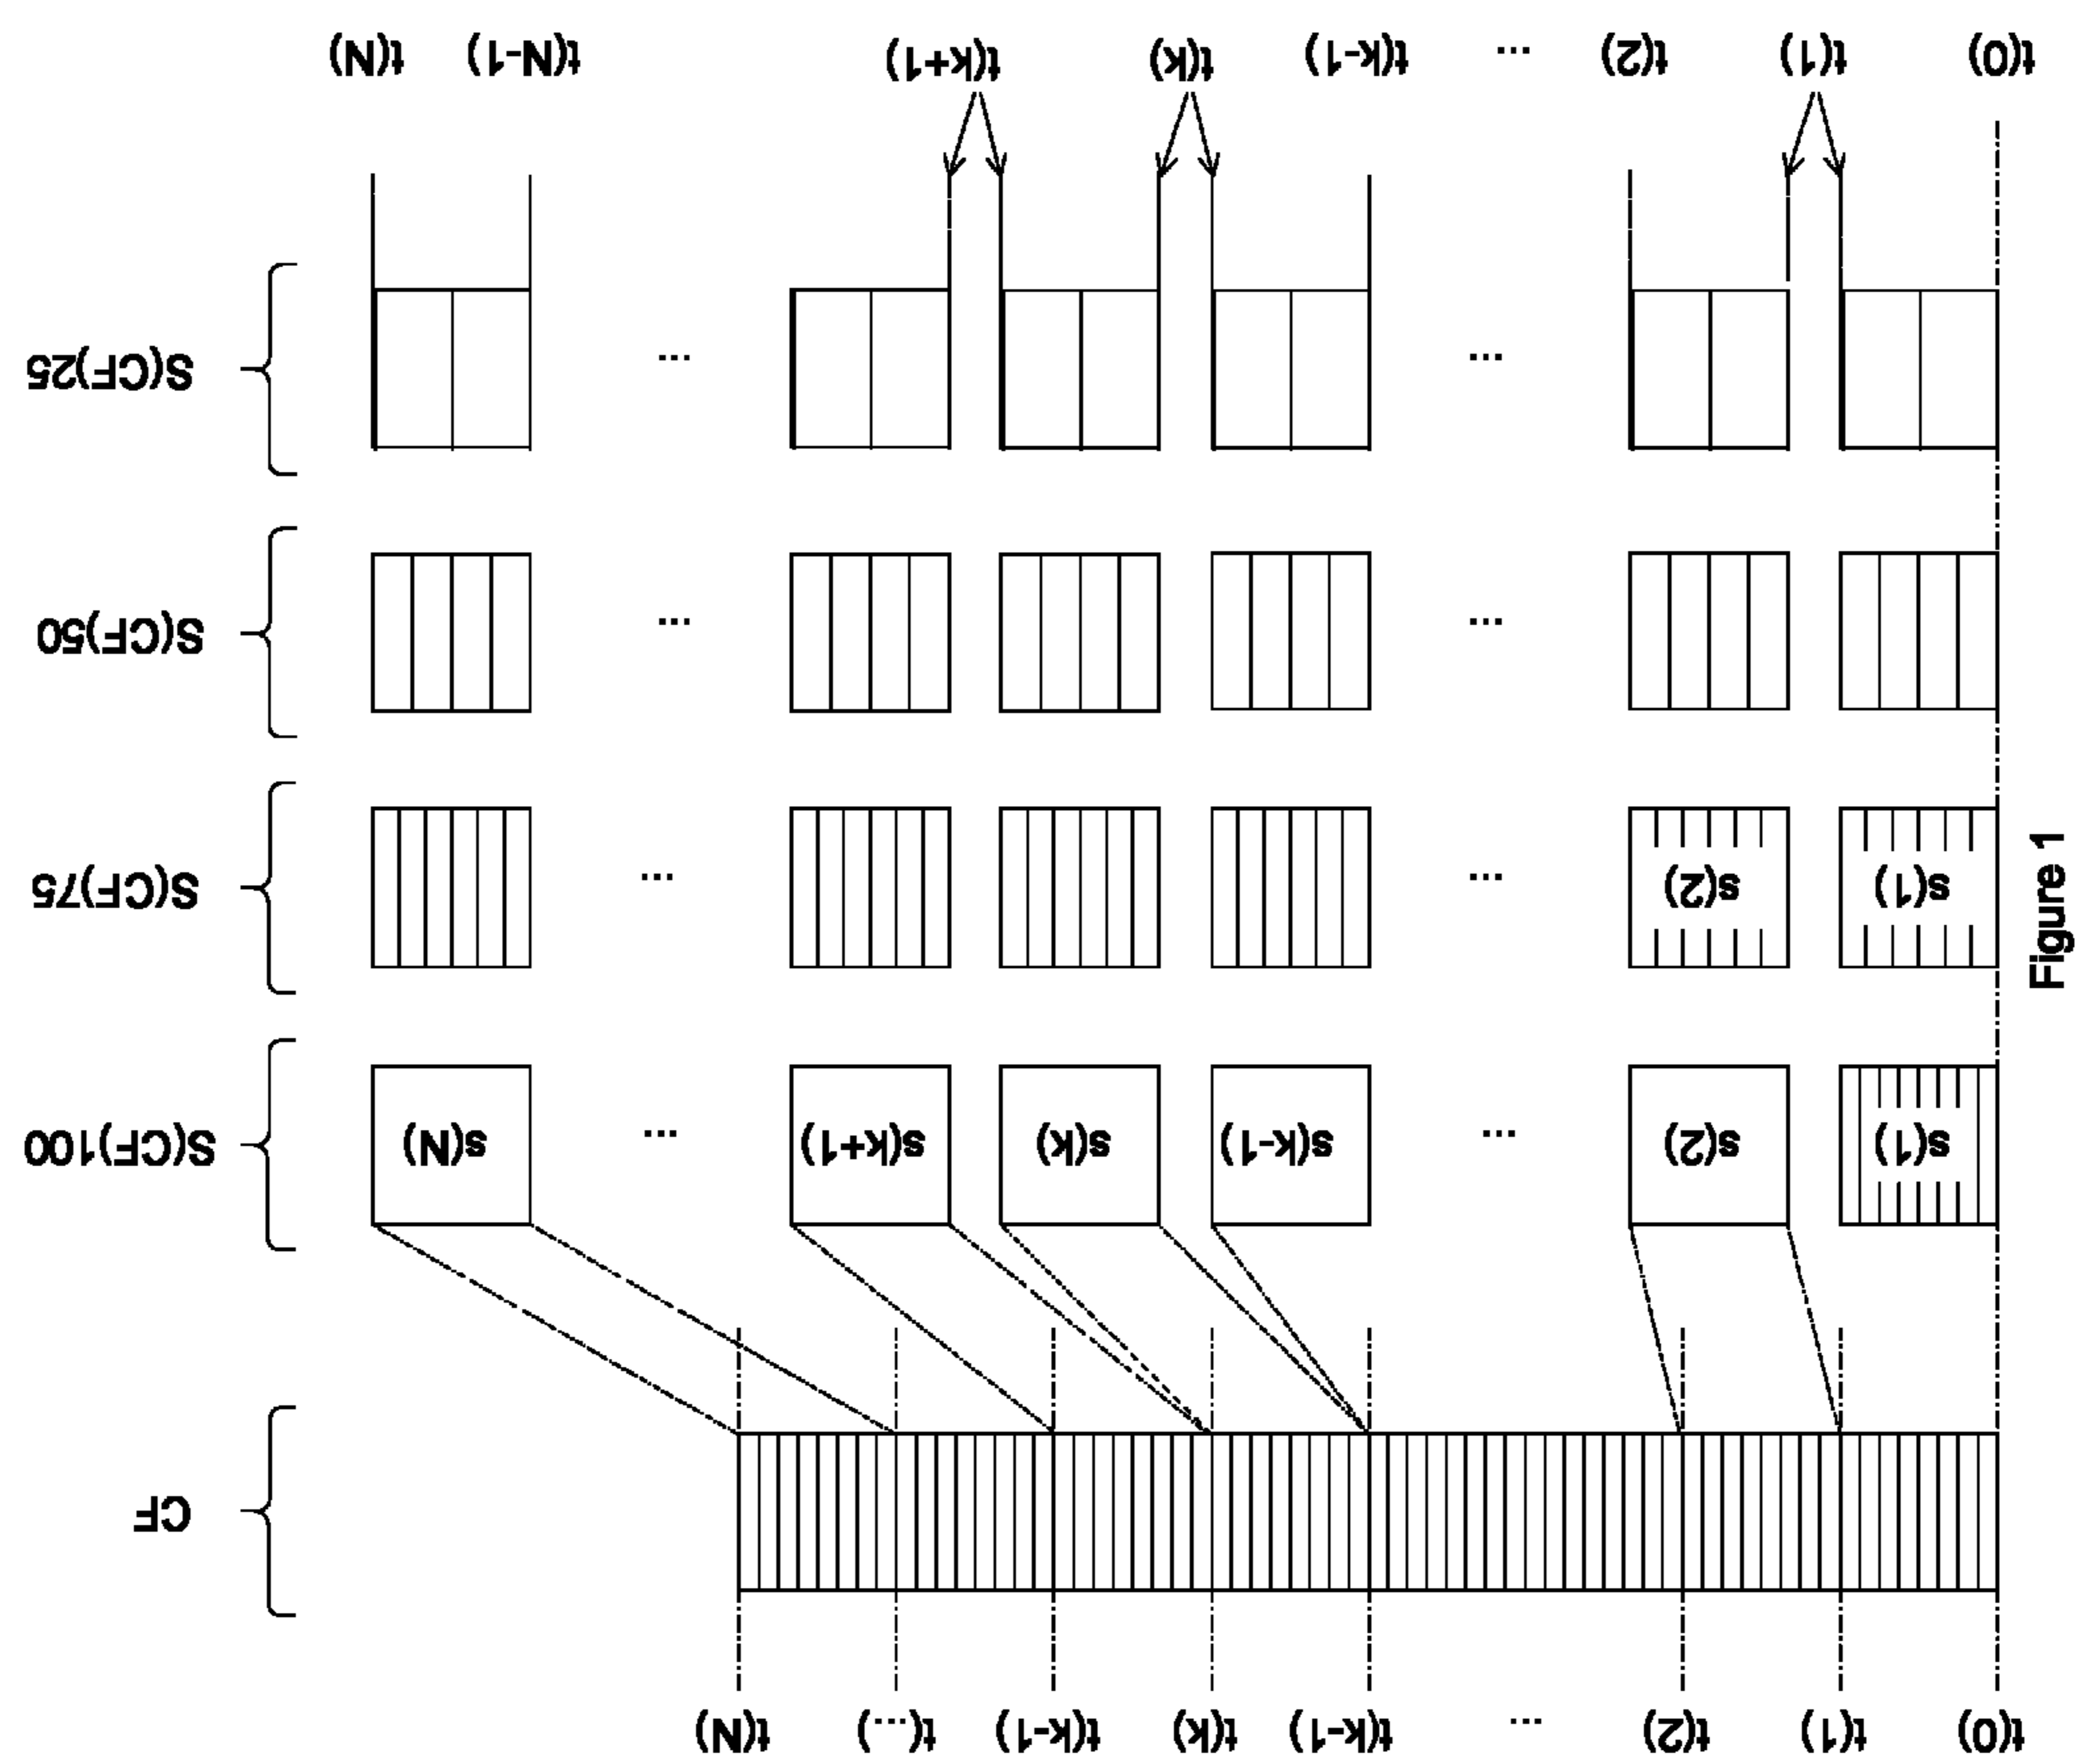 t(0) t(1) t(2) ... t(k-1) t(k) t(k-1) t(...) t(N)
CF
s(1) s(2) ... s(k-1) s(k) s(k+1) ... s(N) S(CF)100
s(1) s(2) ... ... S(CF)75
... ... S(CF)50
... ... S(CF)25
t(0) t(1) t(2) ... t(k-1) t(k) t(k+1) t(N-1) t(N)
Figure 1